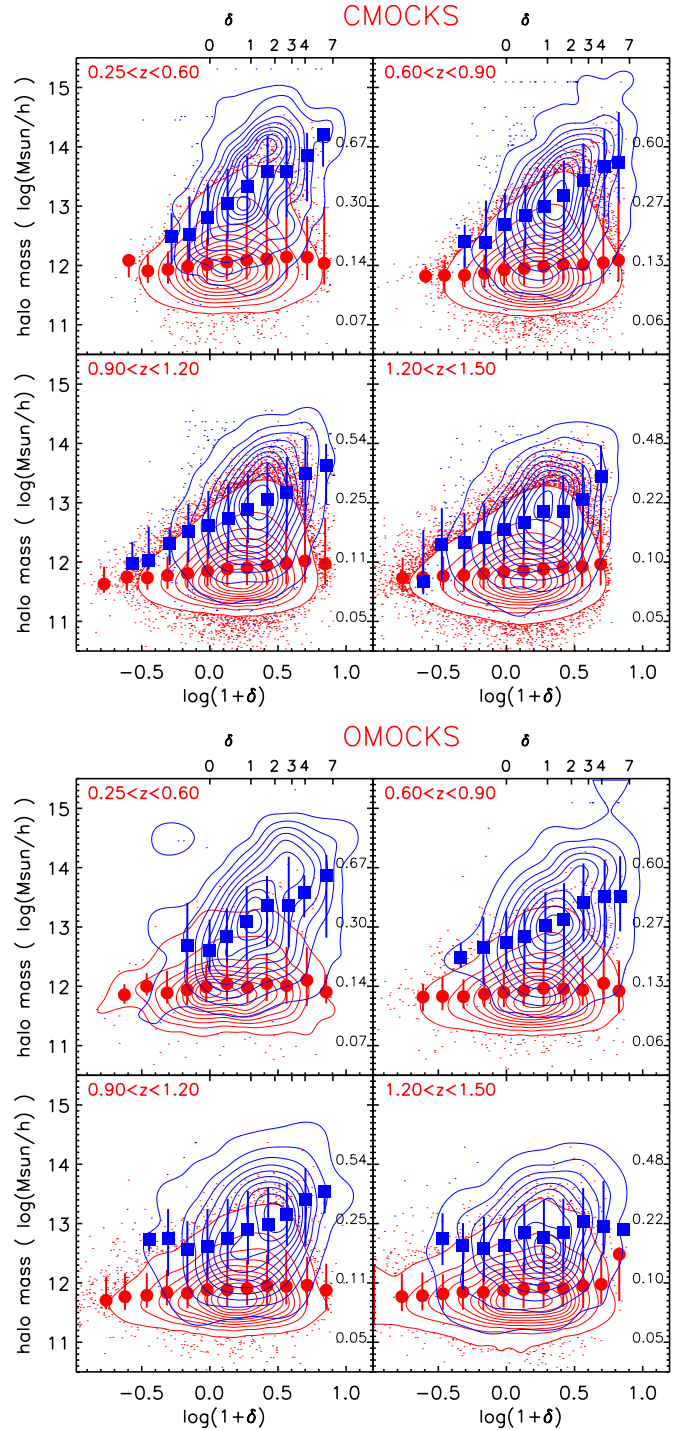 CMOCKS
δ δ
0 1 2 3 4 7 0 1 2 3 4 7
0.25<z<0.60 0.60<z<0.90
15
14
13
12
11
halo mass ( log(Msun/h) )
0.67
0.30
0.14
0.07
0.60
0.27
0.13
0.06
0.90<z<1.20 1.20<z<1.50
15
14
13
12
11
halo mass ( log(Msun/h) )
0.54
0.25
0.11
0.05
0.48
0.22
0.10
0.05
−0.5 0.0 0.5 1.0 −0.5 0.0 0.5 1.0
log(1+δ) log(1+δ)
OMOCKS
δ δ
0 1 2 3 4 7 0 1 2 3 4 7
0.25<z<0.60 0.60<z<0.90
15
14
13
12
11
halo mass ( log(Msun/h) )
0.67
0.30
0.14
0.07
0.60
0.27
0.13
0.06
0.90<z<1.20 1.20<z<1.50
15
14
13
12
11
halo mass ( log(Msun/h) )
0.54
0.25
0.11
0.05
0.48
0.22
0.10
0.05
−0.5 0.0 0.5 1.0 −0.5 0.0 0.5 1.0
log(1+δ) log(1+δ)